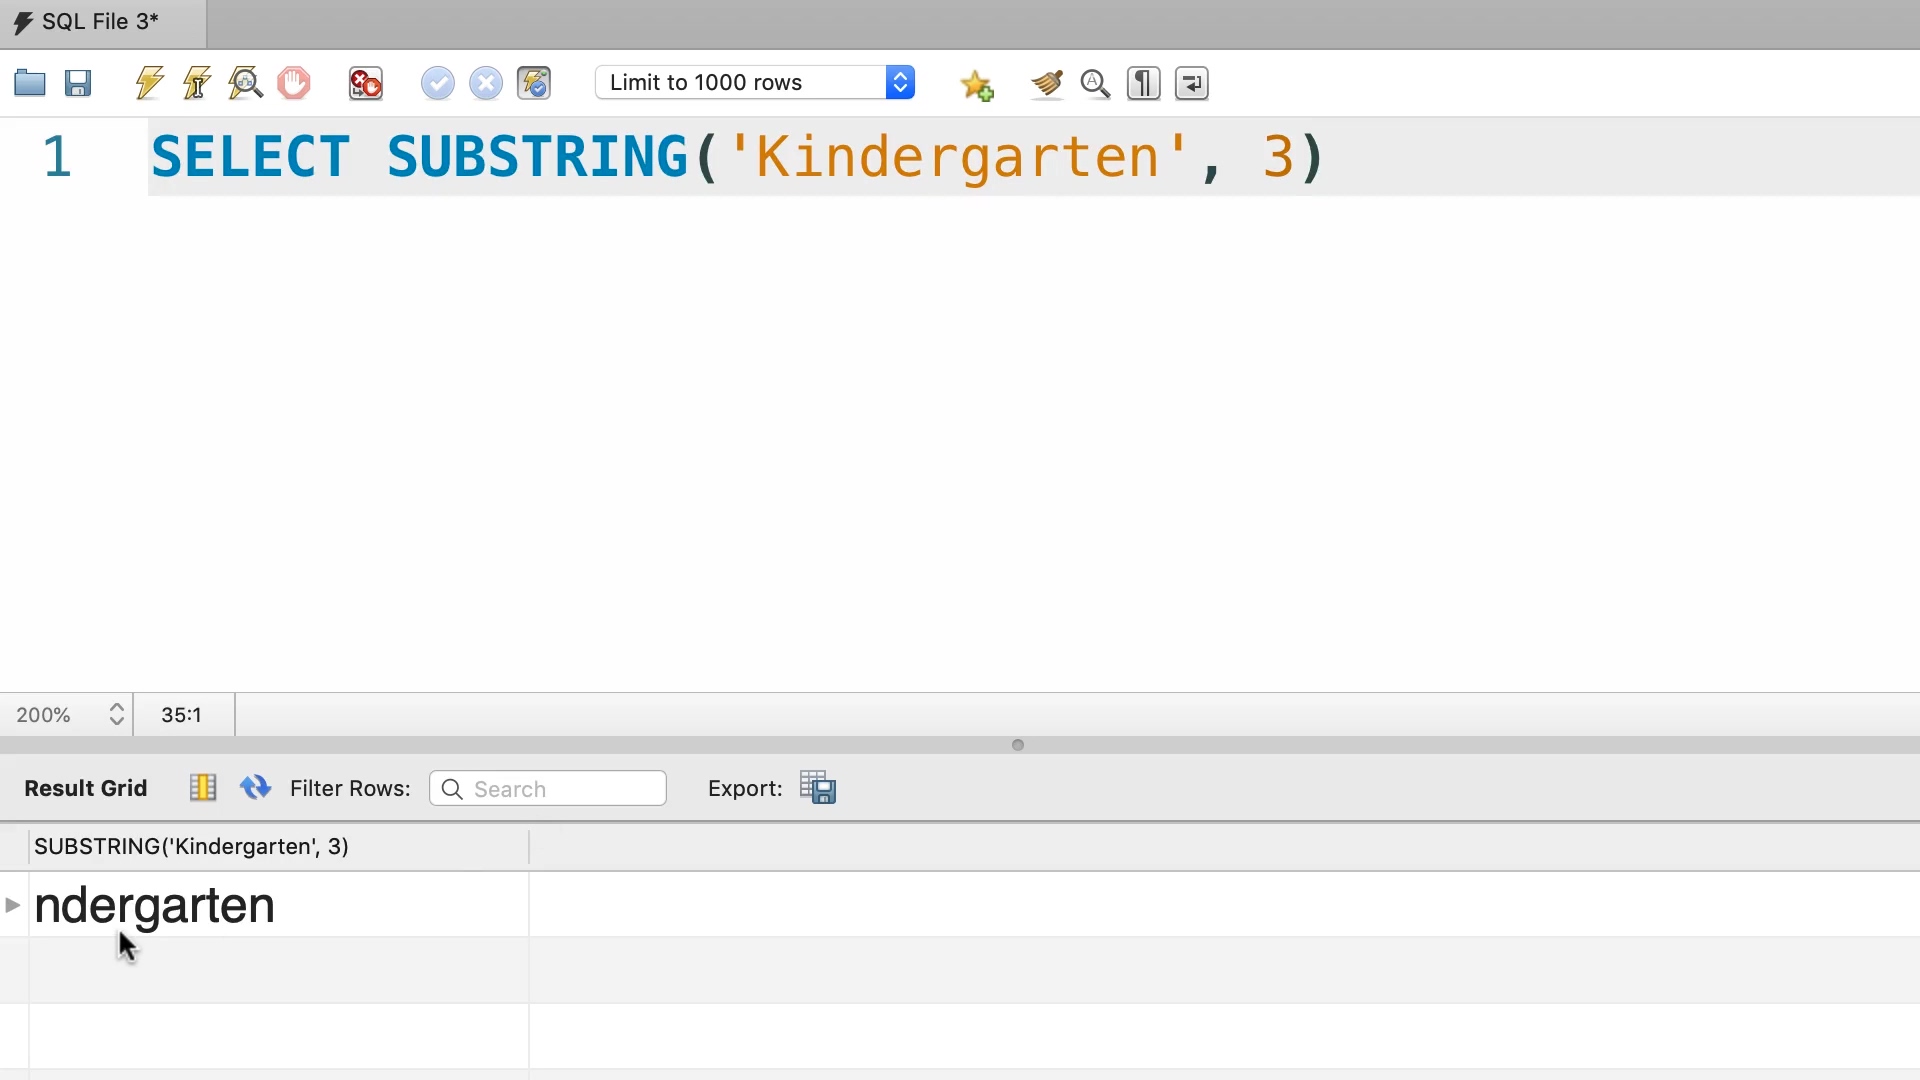 SQL File 3*
Limit to 1000 rows
1 SELECT SUBSTRING('Kindergarten', 3)
200% 35:1
Result Grid Filter Rows: Search Export:
SUBSTRING('Kindergarten', 3)
ndergarten